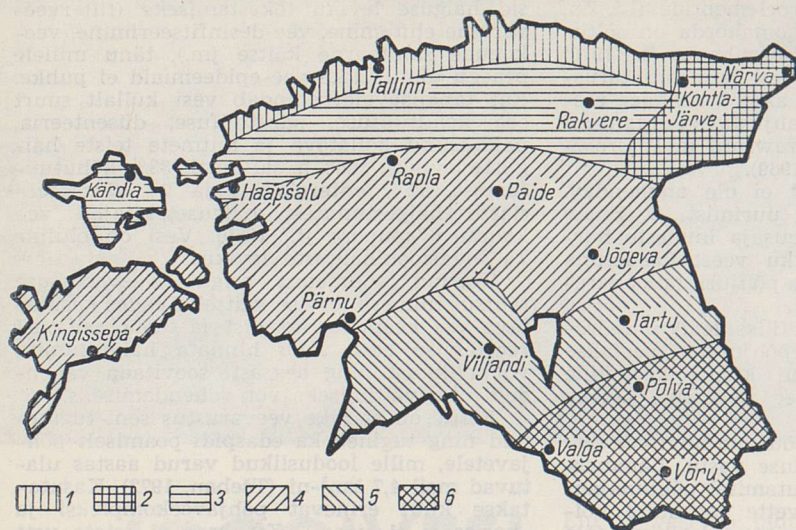 Tallinn
Narva
Kohtla-
Järve
Rakvere
Kärdla
Haapsalu
Rapla
Paide
Jõgeva
Pärnu
Tartu
Kingissepa
Viljandi
Põlva
Valga
Võru
1 2 3 4 5 6